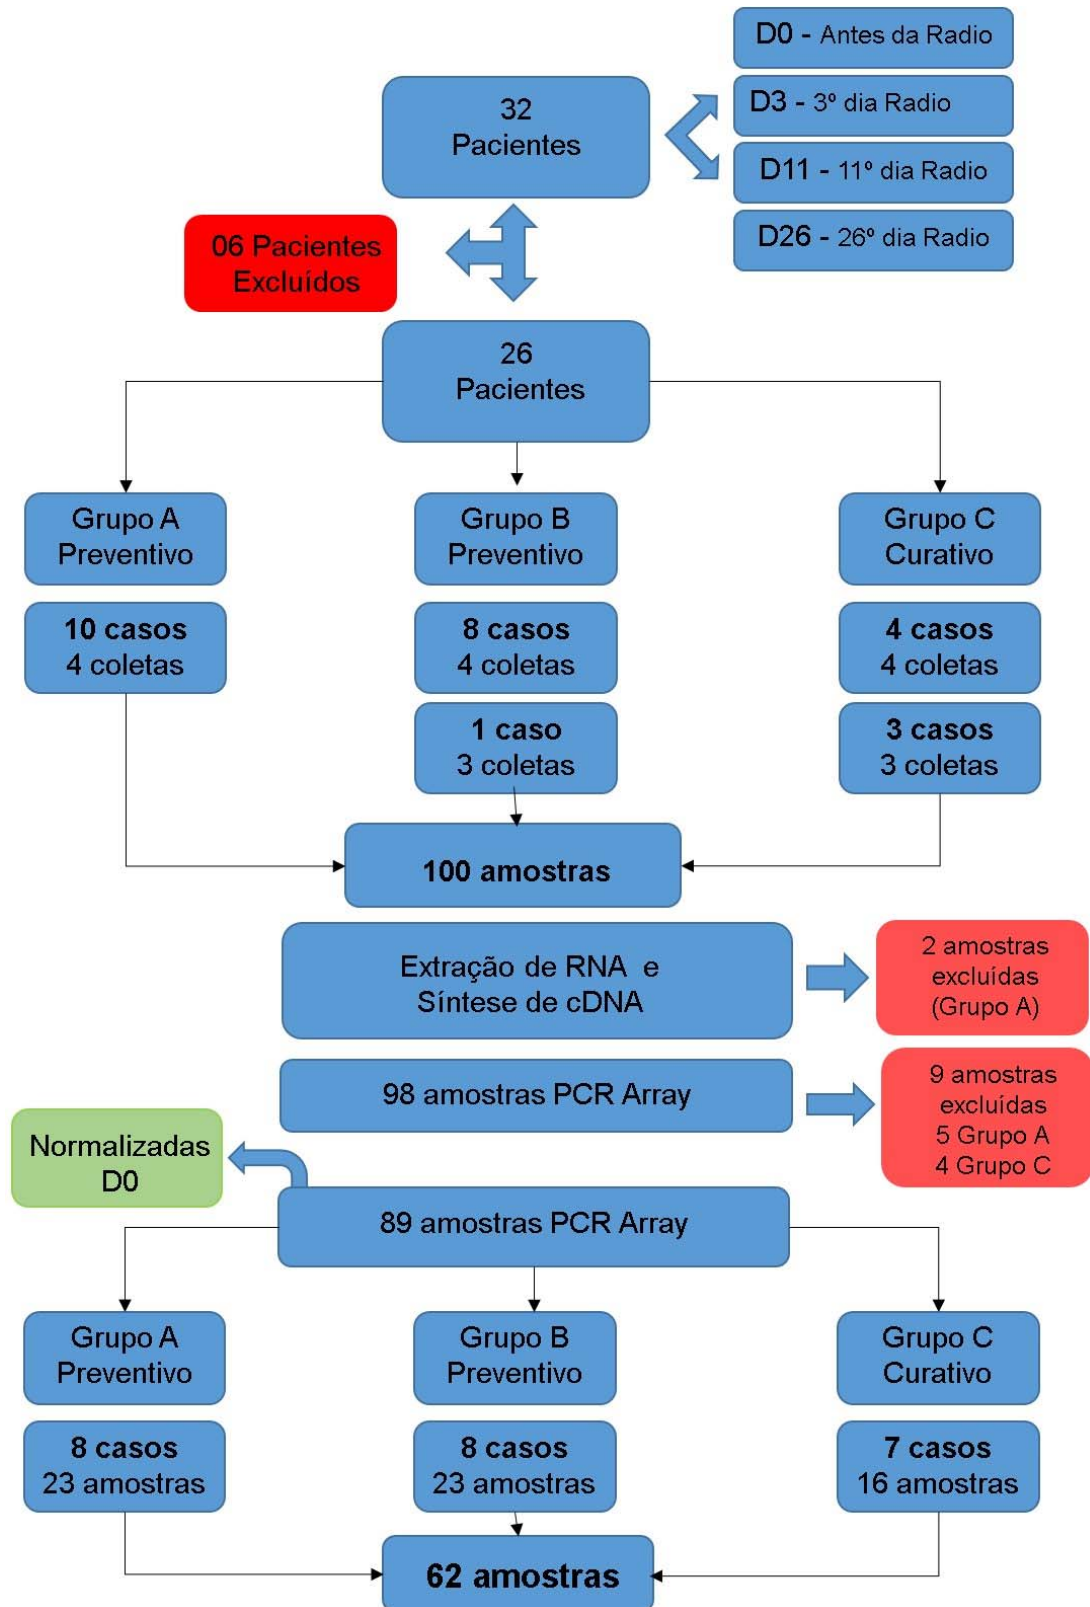 D0 - Antes da Radio
32
Pacientes
D3 - 3º dia Radio
D11 - 11º dia Radio
D26 - 26º dia Radio
06 Pacientes
Excluídos
26
Pacientes
Grupo A
Preventivo
Grupo B
Preventivo
Grupo C
Curativo
10 casos
4 coletas
8 casos
4 coletas
4 casos
4 coletas
1 caso
3 coletas
3 casos
3 coletas
100 amostras
Extração de RNA e
Síntese de cDNA
2 amostras
excluídas
(Grupo A)
98 amostras PCR Array
9 amostras
excluídas
5 Grupo A
4 Grupo C
Normalizadas
D0
89 amostras PCR Array
Grupo A
Preventivo
Grupo B
Preventivo
Grupo C
Curativo
8 casos
23 amostras
8 casos
23 amostras
7 casos
16 amostras
62 amostras